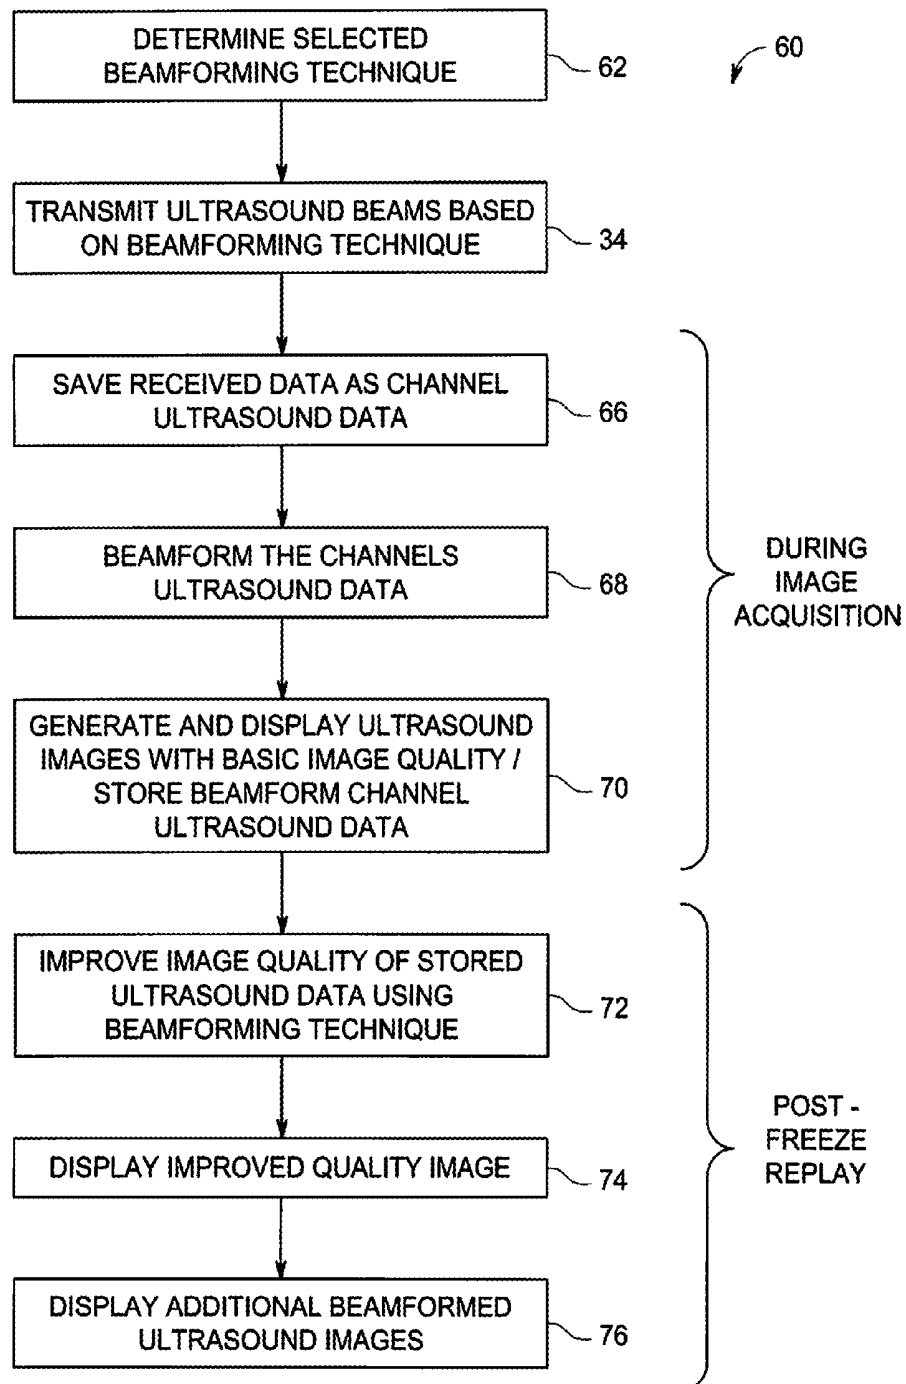 DETERMINE SELECTED
BEAMFORMING TECHNIQUE
62
60
TRANSMIT ULTRASOUND BEAMS BASED
ON BEAMFORMING TECHNIQUE
34
SAVE RECEIVED DATA AS CHANNEL
ULTRASOUND DATA
66
BEAMFORM THE CHANNELS
ULTRASOUND DATA
68
GENERATE AND DISPLAY ULTRASOUND
IMAGES WITH BASIC IMAGE QUALITY /
STORE BEAMFORM CHANNEL
ULTRASOUND DATA
70
DURING
IMAGE
ACQUISITION
IMPROVE IMAGE QUALITY OF STORED
ULTRASOUND DATA USING
BEAMFORMING TECHNIQUE
72
DISPLAY IMPROVED QUALITY IMAGE
74
DISPLAY ADDITIONAL BEAMFORMED
ULTRASOUND IMAGES
76
POST -
FREEZE
REPLAY